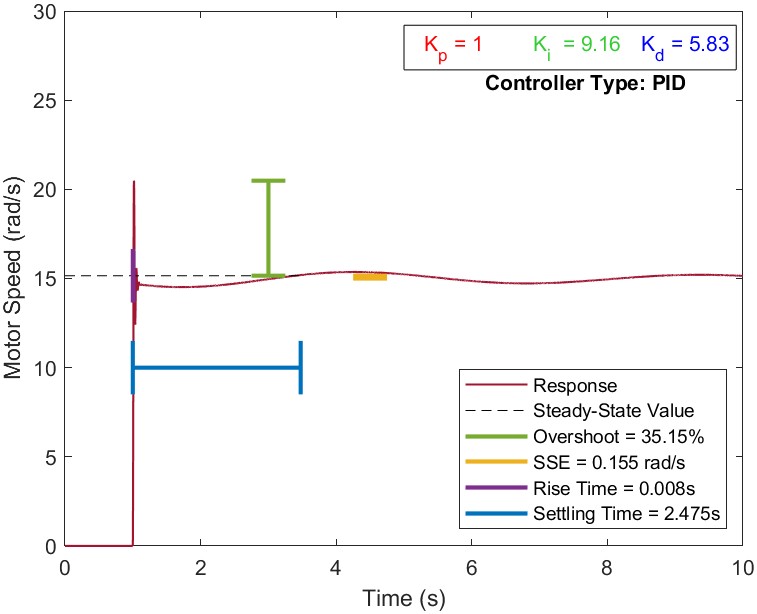 30
25
20
15
10
5
0
Motor Speed (rad/s)
Kp = 1 Ki = 9.16 Kd = 5.83
Controller Type: PID
Response
Steady-State Value
Overshoot = 35.15%
SSE = 0.155 rad/s
Rise Time = 0.008s
Settling Time = 2.475s
0 2 4 6 8 10
Time (s)